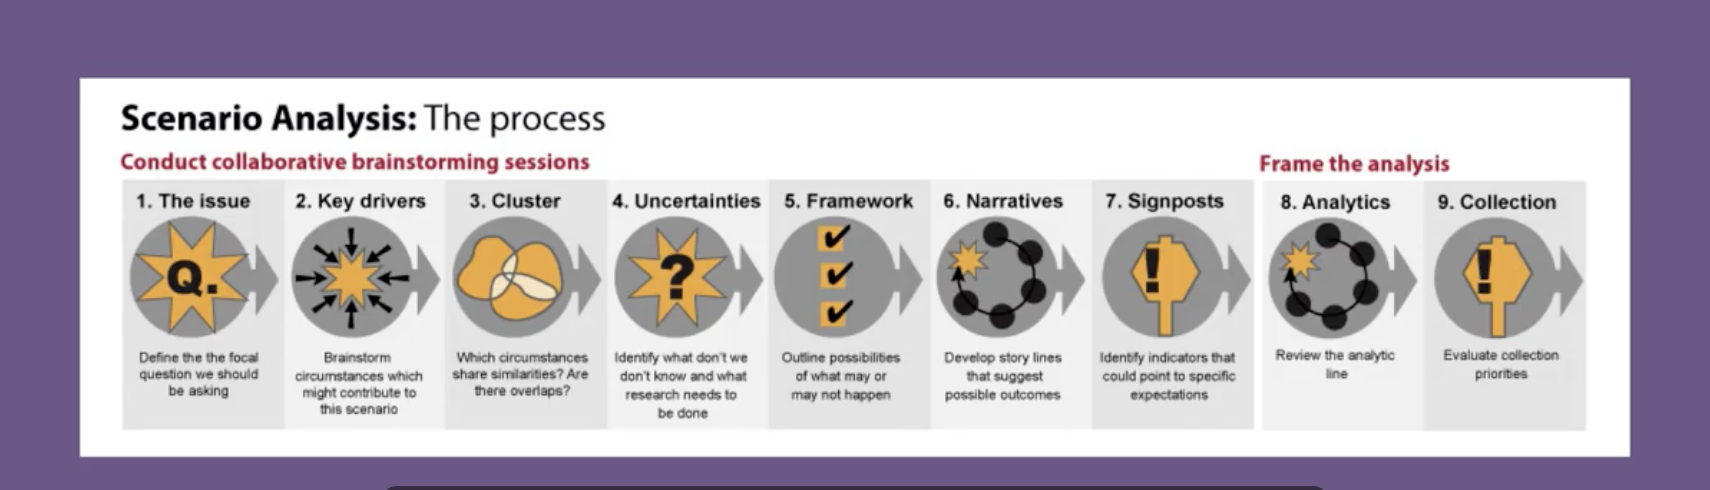 Scenario Analysis: The process
Conduct collaborative brainstorming sessions
1. The issue
Q.
Define the the focal
question we should
be asking
2. Key drivers
Brainstorm
circumstances which
might contribute to
this scenario
3. Cluster
Which circumstances
share similarities? Are
there overlaps?
4. Uncertainties
?
Identify what don't we
don't know and what
research needs to
be done
5. Framework
Outline possibilities
of what may or
may not happen
6. Narratives
Develop story lines
that suggest
possible outcomes
7. Signposts
!
Identify indicators that
could point to specific
expectations
Frame the analysis
8. Analytics
Review the analytic
line
9. Collection
!
Evaluate collection
priorities